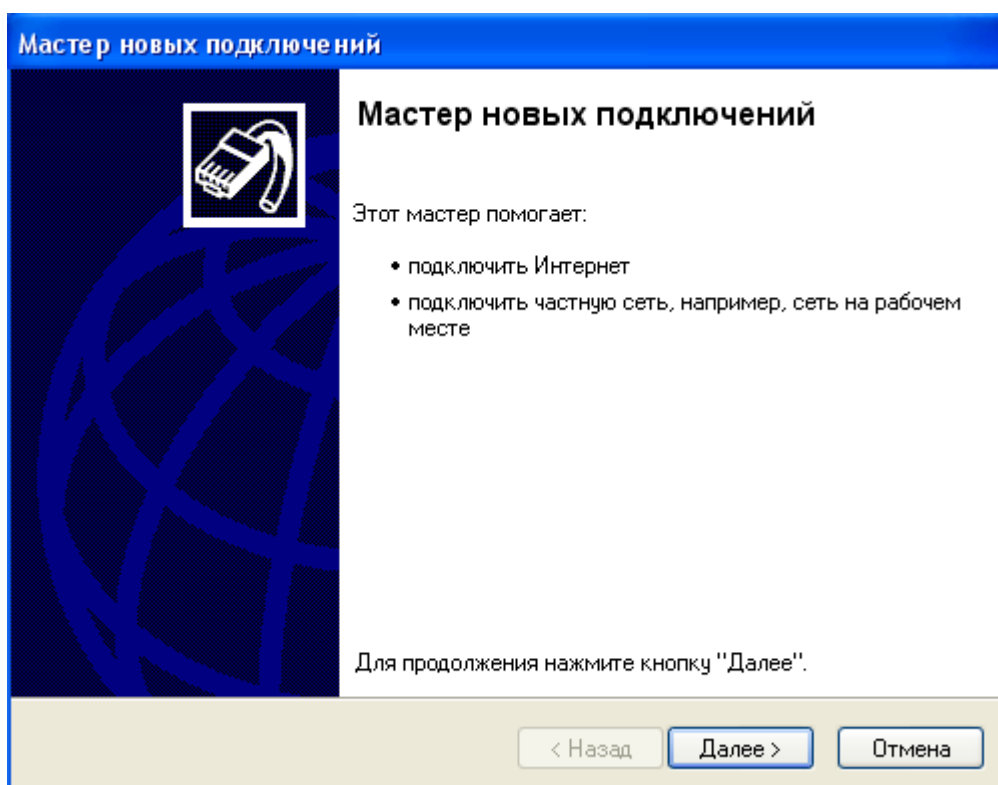 Мастер новых подключений
Мастер новых подключений
Этот мастер помогает:
• подключить Интернет
• подключить частную сеть, например, сеть на рабочем
месте
Для продолжения нажмите кнопку "Далее".
< Назад Далее > Отмена